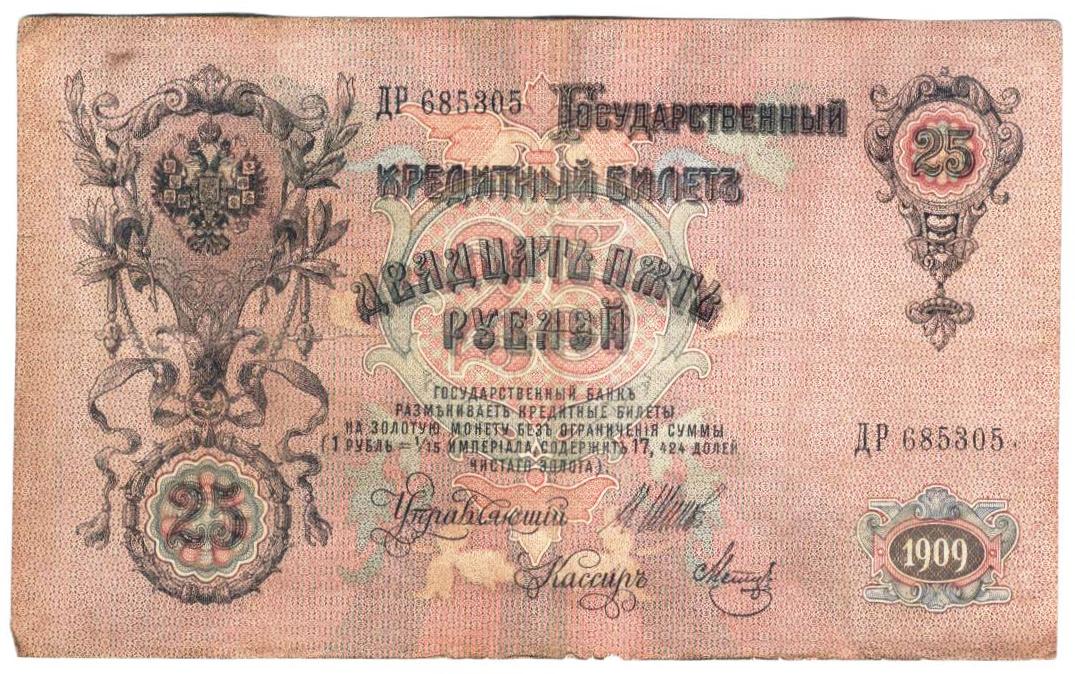 ДР 685305
ГОСУДАРСТВЕННЫЙ
КРЕДИТНЫЙ БИЛЕТЪ
25
ДВАДЦАТЬ ПЯТЬ
РУБЛЕЙ
25
ГОСУДАРСТВЕННЫЙ БАНКЪ
РАЗМѢНИВАЕТЪ КРЕДИТНЫЕ БИЛЕТЫ
НА ЗОЛОТУЮ МОНЕТУ БЕЗЪ ОГРАНИЧЕНІЯ СУММЫ
(1 РУБЛЬ = 1/15 ИМПЕРІАЛА, СОДЕРЖИТЪ 17, 424 ДОЛЕЙ
ЧИСТАГО ЗОЛОТА)
ДР 685305
25
Управляющій
Кассиръ
1909